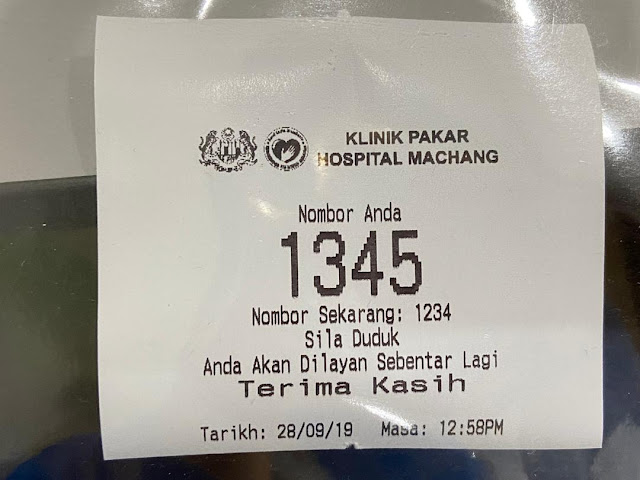 KLINIK PAKAR
HOSPITAL MACHANG
Nombor Anda
1345
Nombor Sekarang: 1234
Sila Duduk
Anda Akan Dilayan Sebentar Lagi
Terima Kasih
Tarikh: 28/09/19 Masa: 12:58PM